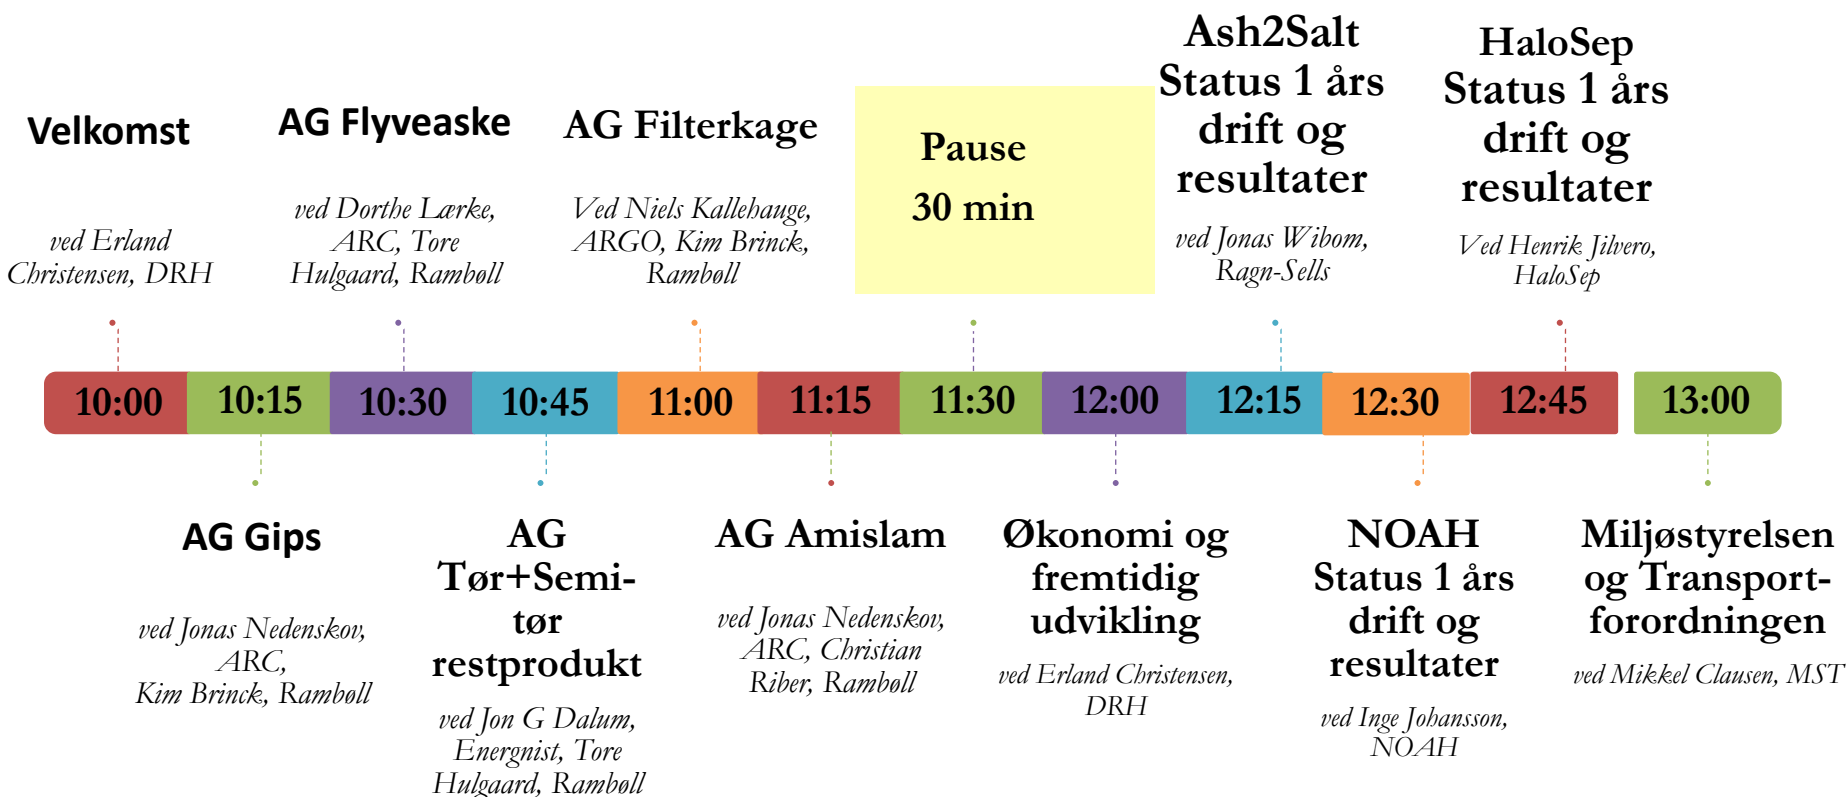 Velkomst
ved Erland
Christensen, DRH
AG Flyveaske
ved Dorthe Lærke,
ARC, Tore
Hulgaard, Rambøll
AG Filterkage
Ved Niels Kallehauge,
ARGO, Kim Brinck,
Rambøll
Pause
30 min
Ash2Salt
Status 1 års
drift og
resultater
ved Jonas Wibom,
Ragn-Sells
HaloSep
Status 1 års
drift og
resultater
Ved Henrik Jilvero,
HaloSep
10:00
10:15
10:30
10:45
11:00
11:15
11:30
12:00
12:15
12:30
12:45
13:00
AG Gips
ved Jonas Nedenskov,
ARC,
Kim Brinck, Rambøll
AG
Tør+Semi-
tør
restprodukt
ved Jon G Dalum,
Energnist, Tore
Hulgaard, Rambøll
AG Amislam
ved Jonas Nedenskov,
ARC, Christian
Riber, Rambøll
Økonomi og
fremtidig
udvikling
ved Erland Christensen,
DRH
NOAH
Status 1 års
drift og
resultater
ved Inge Johansson,
NOAH
Miljøstyrelsen
og Transport-
forordningen
ved Mikkel Clausen, MST